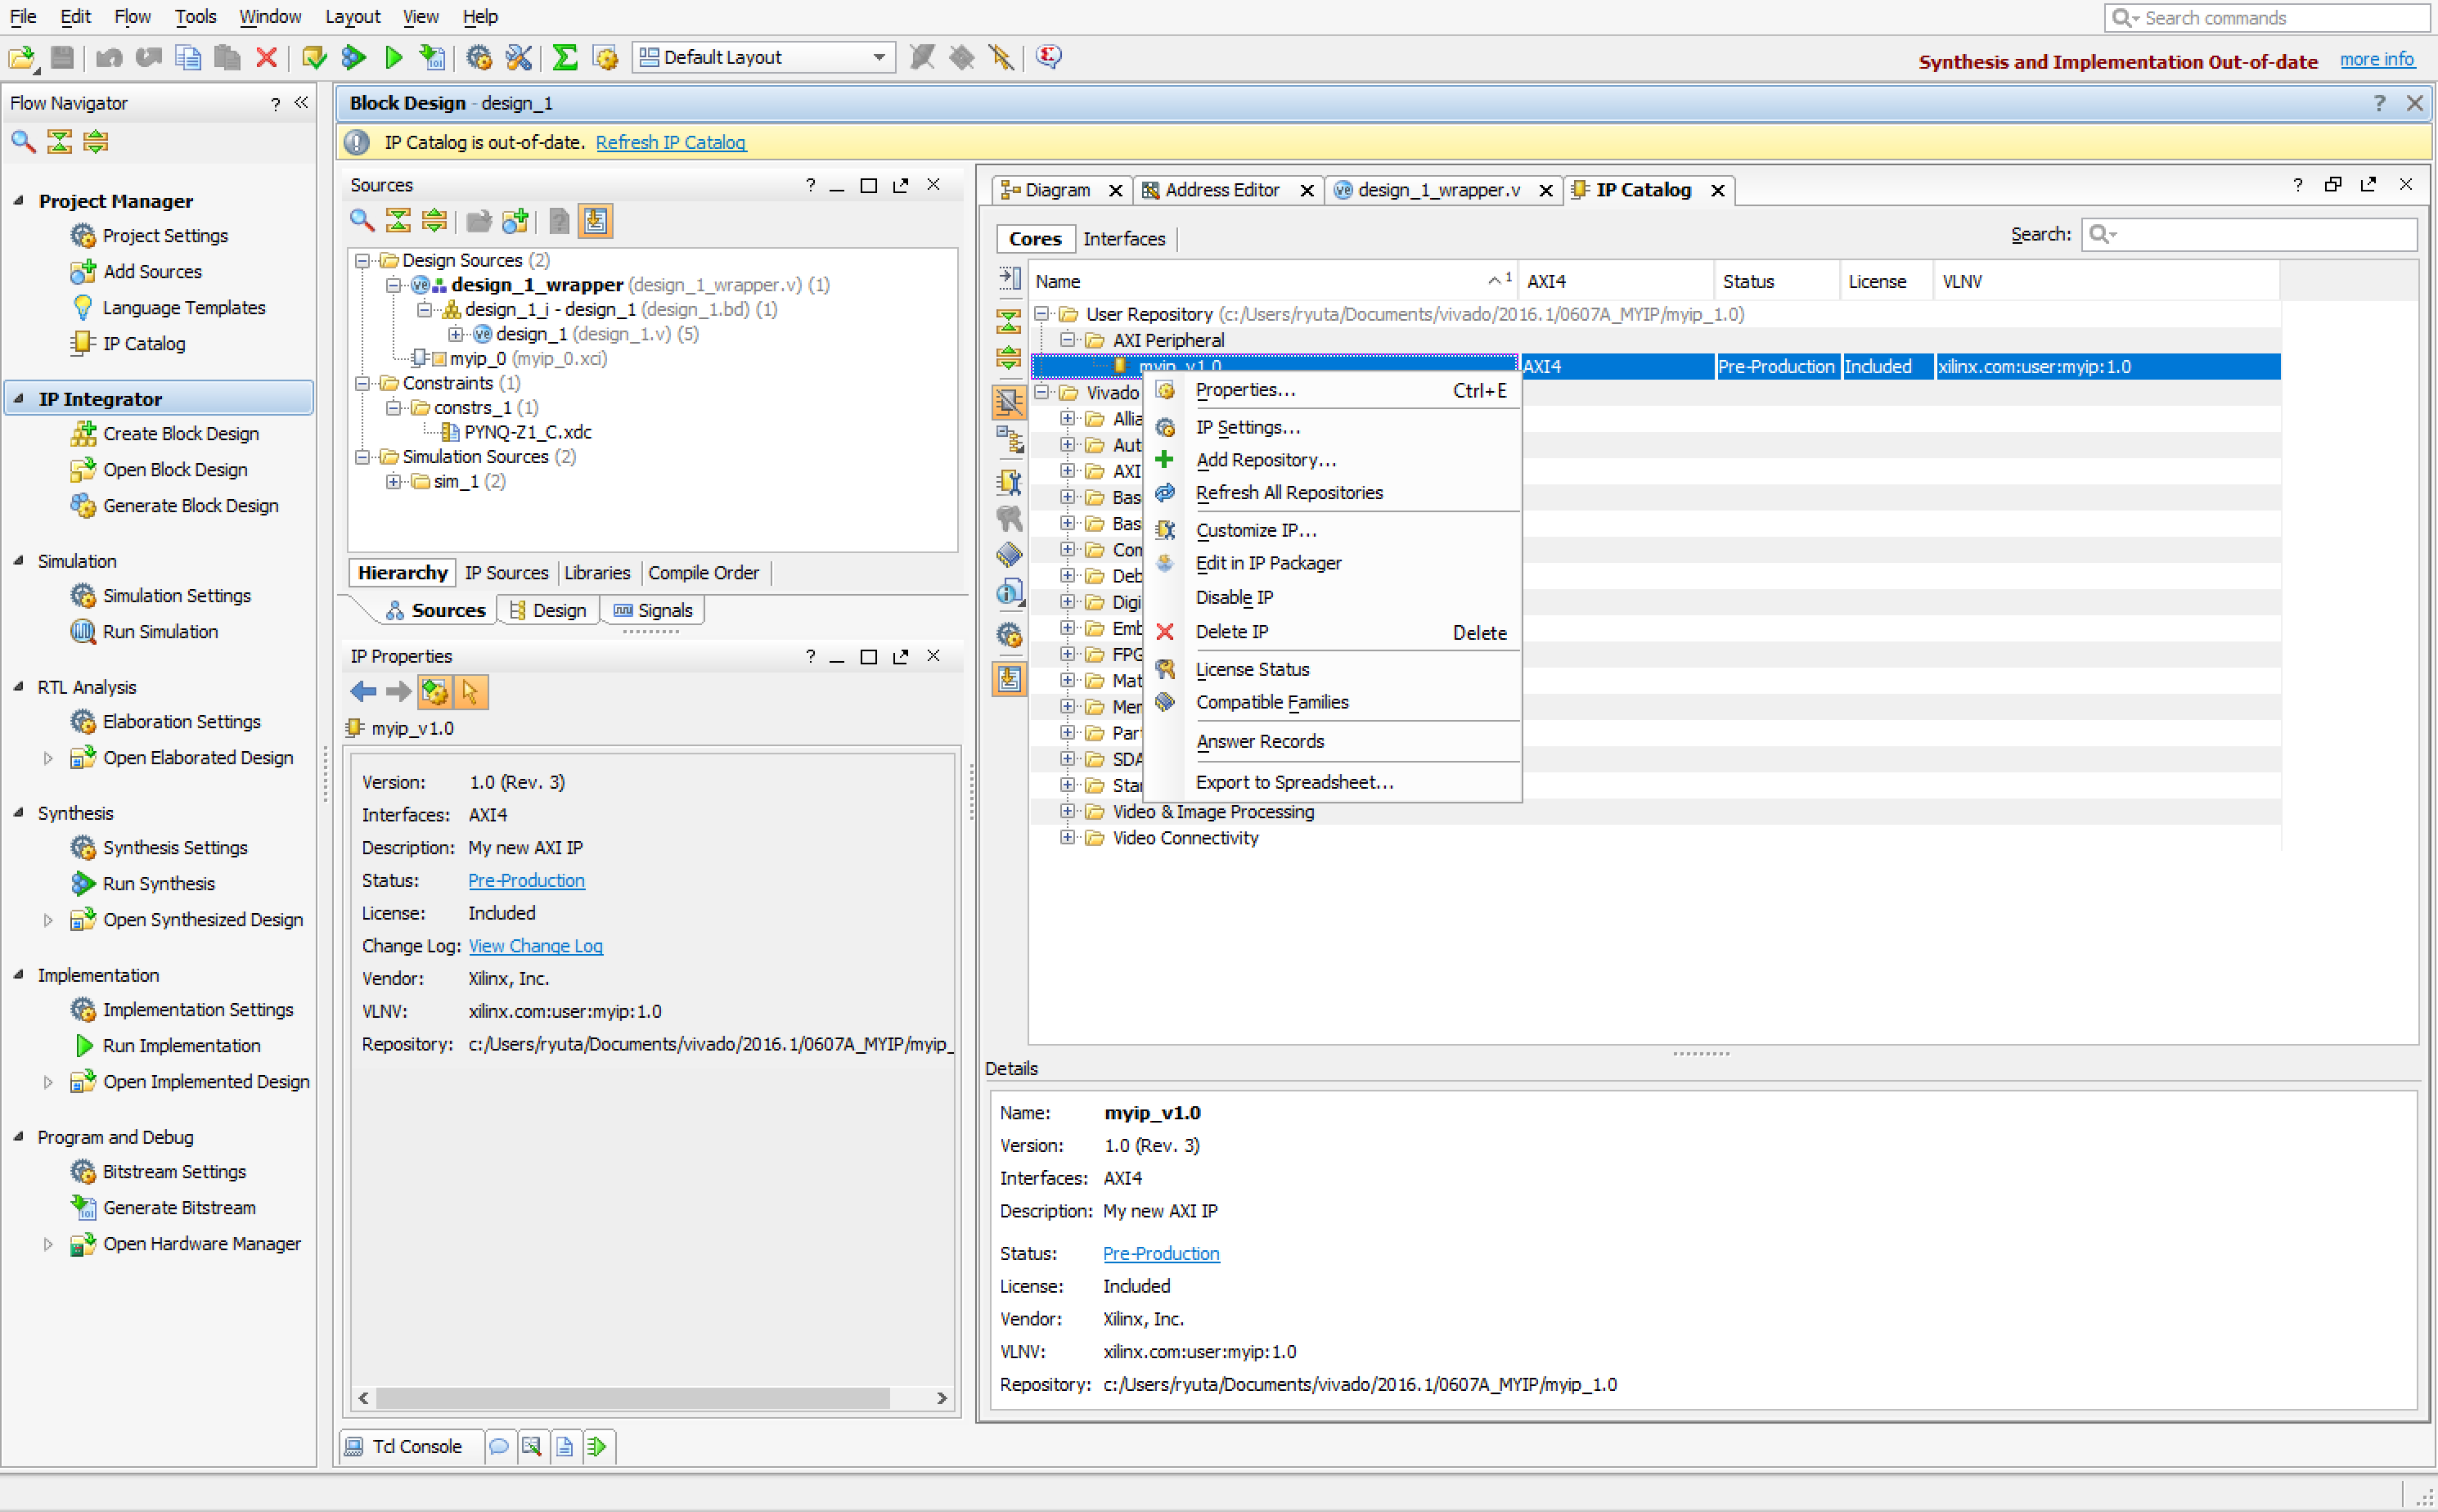 File Edit Flow Tools Window Layout View Help
Search commands
Default Layout
Synthesis and Implementation Out-of-date more info
Flow Navigator ? «
Project Manager
Project Settings
Add Sources
Language Templates
IP Catalog
IP Integrator
Create Block Design
Open Block Design
Generate Block Design
Simulation
Simulation Settings
Run Simulation
RTL Analysis
Elaboration Settings
Open Elaborated Design
Synthesis
Synthesis Settings
Run Synthesis
Open Synthesized Design
Implementation
Implementation Settings
Run Implementation
Open Implemented Design
Program and Debug
Bitstream Settings
Generate Bitstream
Open Hardware Manager
Block Design - design_1
IP Catalog is out-of-date. Refresh IP Catalog
Sources
Design Sources (2)
design_1_wrapper (design_1_wrapper.v) (1)
design_1_i - design_1 (design_1.bd) (1)
design_1 (design_1.v) (5)
myip_0 (myip_0.xci)
Constraints (1)
constrs_1 (1)
PYNQ-Z1_C.xdc
Simulation Sources (2)
sim_1 (2)
Hierarchy IP Sources Libraries Compile Order
Sources Design Signals
IP Properties
myip_v1.0
Version: 1.0 (Rev. 3)
Interfaces: AXI4
Description: My new AXI IP
Status: Pre-Production
License: Included
Change Log: View Change Log
Vendor: Xilinx, Inc.
VLNV: xilinx.com:user:myip:1.0
Repository: c:/Users/ryuta/Documents/vivado/2016.1/0607A_MYIP/myip_
Tcl Console
Diagram Address Editor design_1_wrapper.v IP Catalog
Cores Interfaces
Search:
Name 1 AXI4 Status License VLNV
User Repository (c:/Users/ryuta/Documents/vivado/2016.1/0607A_MYIP/myip_1.0)
AXI Peripheral
myip_v1.0 AXI4 Pre-Production Included xilinx.com:user:myip:1.0
Vivado
Allia
Aut
AXI
Bas
Bas
Com
Deb
Digi
Emb
FPG
Mat
Mem
Part
SDA
Star
Video & Image Processing
Video Connectivity
Properties... Ctrl+E
IP Settings...
Add Repository...
Refresh All Repositories
Customize IP...
Edit in IP Packager
Disable IP
Delete IP Delete
License Status
Compatible Families
Answer Records
Export to Spreadsheet...
Details
Name: myip_v1.0
Version: 1.0 (Rev. 3)
Interfaces: AXI4
Description: My new AXI IP
Status: Pre-Production
License: Included
Vendor: Xilinx, Inc.
VLNV: xilinx.com:user:myip:1.0
Repository: c:/Users/ryuta/Documents/vivado/2016.1/0607A_MYIP/myip_1.0